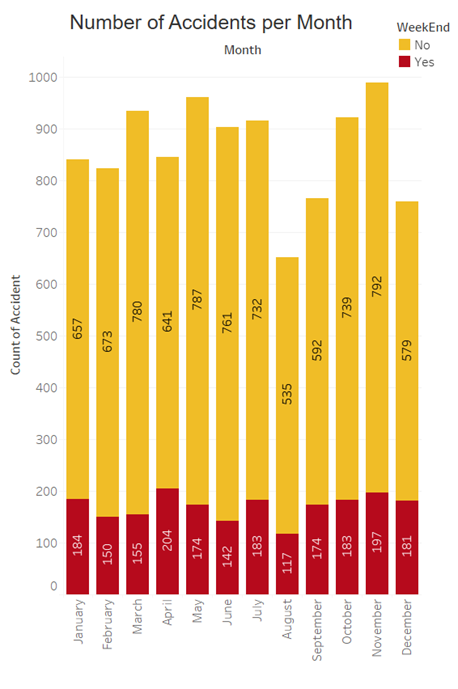 Number of Accidents per Month
WeekEnd
No
Yes
Month
Count of Accident
1000
900
800
700
600
500
400
300
200
100
0
657
673
780
641
787
761
732
535
592
739
792
579
184
150
155
204
174
142
183
117
174
183
197
181
January
February
March
April
May
June
July
August
September
October
November
December